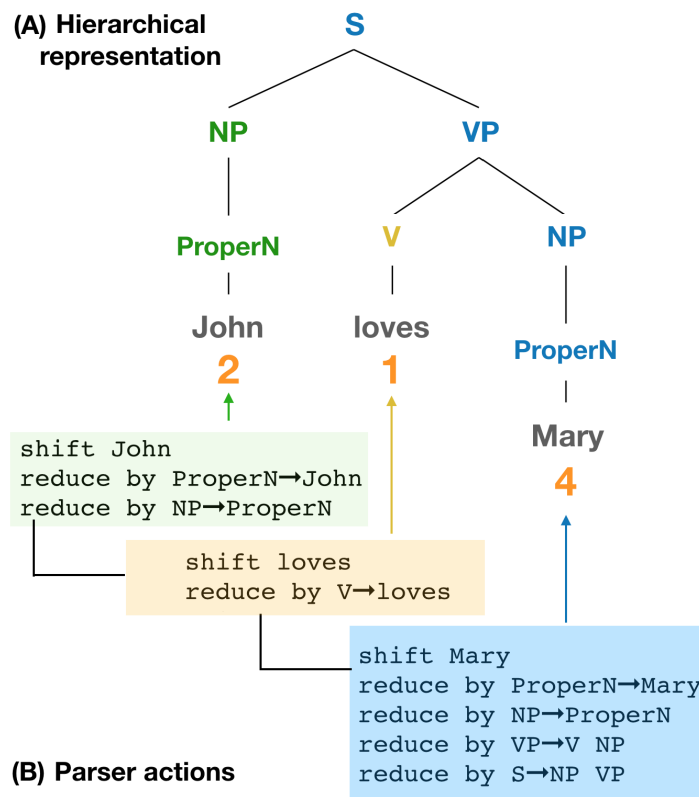 (A) Hierarchical
representation
S
NP VP
ProperN V NP
John loves ProperN
2 1 Mary
4
shift John
reduce by ProperN→John
reduce by NP→ProperN
shift loves
reduce by V→loves
shift Mary
reduce by ProperN→Mary
reduce by NP→ProperN
reduce by VP→V NP
reduce by S→NP VP
(B) Parser actions